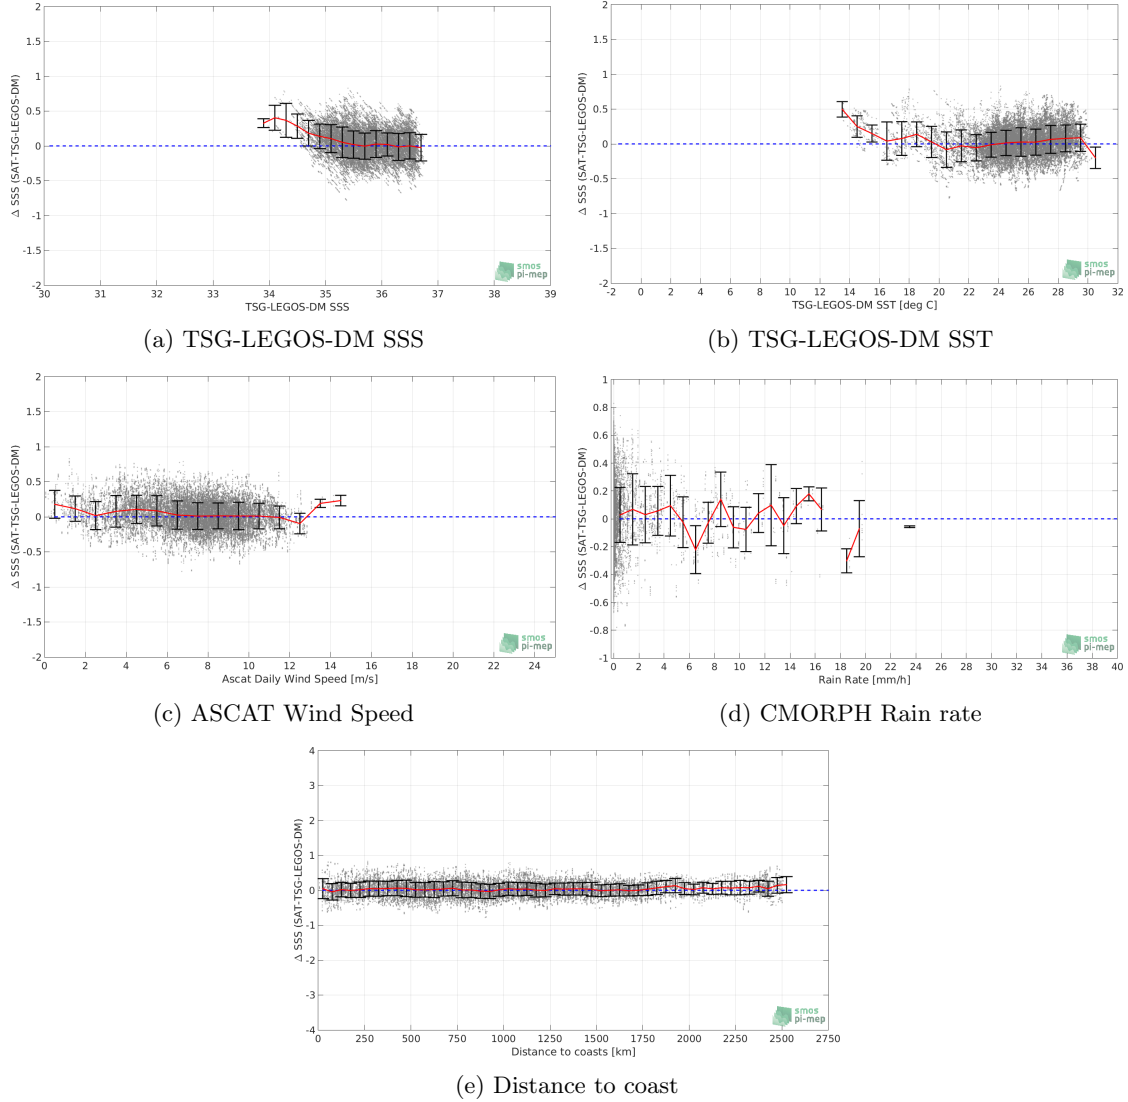 2
1.5
1
0.5
0
-0.5
-1
-1.5
-2
Δ SSS (SAT-TSG-LEGOS-DM)
30 31 32 33 34 35 36 37 38 39
TSG-LEGOS-DM SSS
smos
pi-mep
(a) TSG-LEGOS-DM SSS
2
1.5
1
0.5
0
-0.5
-1
-1.5
-2
Δ SSS (SAT-TSG-LEGOS-DM)
-2 0 2 4 6 8 10 12 14 16 18 20 22 24 26 28 30 32
TSG-LEGOS-DM SST [deg C]
smos
pi-mep
(b) TSG-LEGOS-DM SST
2
1.5
1
0.5
0
-0.5
-1
-1.5
-2
Δ SSS (SAT-TSG-LEGOS-DM)
0 2 4 6 8 10 12 14 16 18 20 22 24
Ascat Daily Wind Speed [m/s]
smos
pi-mep
(c) ASCAT Wind Speed
1
0.8
0.6
0.4
0.2
0
-0.2
-0.4
-0.6
-0.8
-1
Δ SSS (SAT-TSG-LEGOS-DM)
0 2 4 6 8 10 12 14 16 18 20 22 24 26 28 30 32 34 36 38 40
Rain Rate [mm/h]
smos
pi-mep
(d) CMORPH Rain rate
4
3
2
1
0
-1
-2
-3
-4
Δ SSS (SAT-TSG-LEGOS-DM)
0 250 500 750 1000 1250 1500 1750 2000 2250 2500 2750
Distance to coasts [km]
smos
pi-mep
(e) Distance to coast